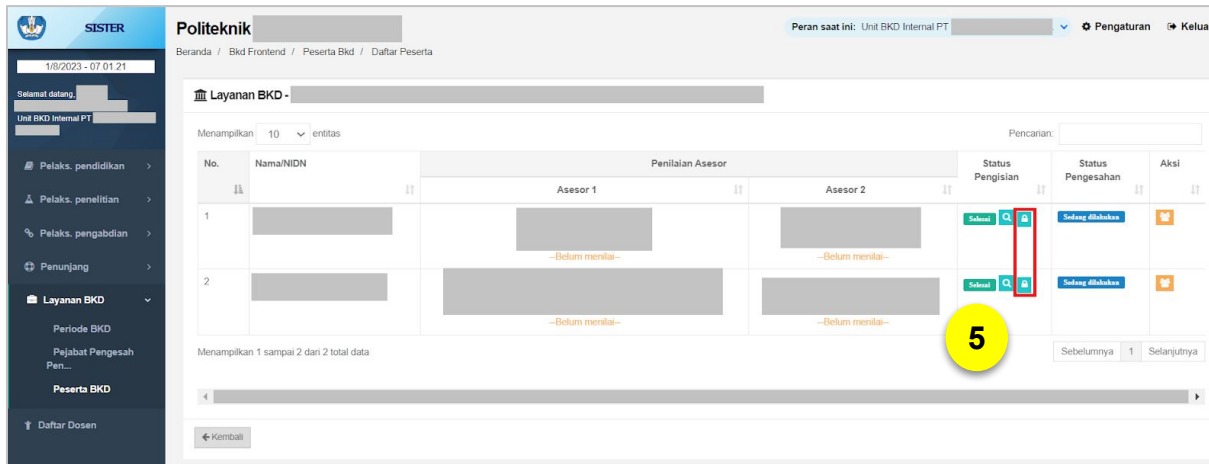 SISTER
Politeknik
Peran saat ini: Unit BKD Internal PT
Pengaturan
Kelua
Beranda / Bkd Frontend / Peserta Bkd / Daftar Peserta
1/8/2023 - 07.01.21
Selamat datang,
Unit BKD Internal PT
Layanan BKD -
Menampilkan 10 entitas
Pencarian:
Pelaks. pendidikan
Pelaks. penelitian
Pelaks. pengabdian
Penunjang
Layanan BKD
Periode BKD
Pejabat Pengesah
Pen...
Peserta BKD
Daftar Dosen
No. Nama/NIDN Penilaian Asesor Status Pengisian Status Pengesahan Aksi
Asesor 1 Asesor 2
1 Selesai Sedang dilakukan
--Belum menilai-- --Belum menilai--
2 Selesai Sedang dilakukan
--Belum menilai-- --Belum menilai--
5
Menampilkan 1 sampai 2 dari 2 total data
Sebelumnya 1 Selanjutnya
Kembali